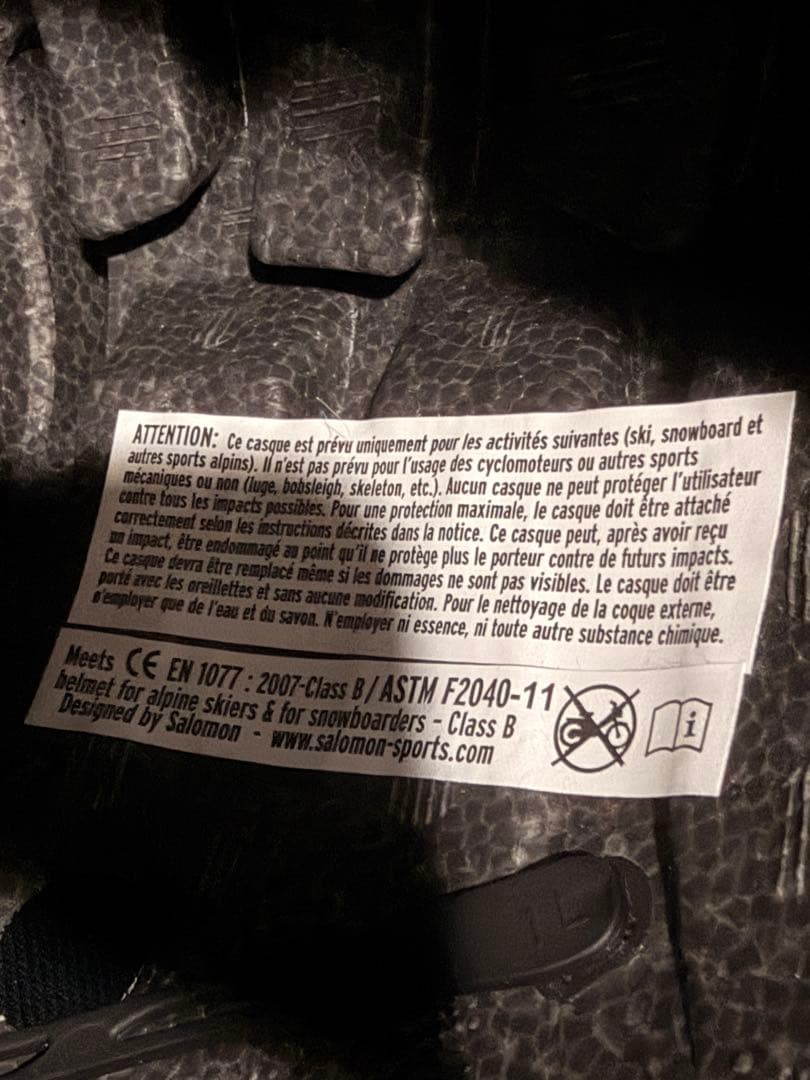 ATTENTION: Ce casque est prévu uniquement pour les activités suivantes (ski, snowboard et
autres sports alpins). Il n'est pas prévu pour l'usage des cyclomoteurs ou autres sports
mécaniques ou non (luge, bobsleigh, skeleton, etc.). Aucun casque ne peut protéger l'utilisateur
contre tous les impacts possibles. Pour une protection maximale, le casque doit être attaché
correctement selon les instructions décrites dans la notice. Ce casque peut, après avoir reçu
un impact, être endommagé au point qu'il ne protège plus le porteur contre de futurs impacts.
Ce casque devra être remplacé même si les dommages ne sont pas visibles. Le casque doit être
porté avec les oreillettes et sans aucune modification. Pour le nettoyage de la coque externe,
n'employer que de l'eau et du savon. N'employer ni essence, ni toute autre substance chimique.
Meets CE EN 1077 : 2007-Class B / ASTM F2040-11
helmet for alpine skiers & for snowboarders - Class B
Designed by Salomon - www.salomon-sports.com